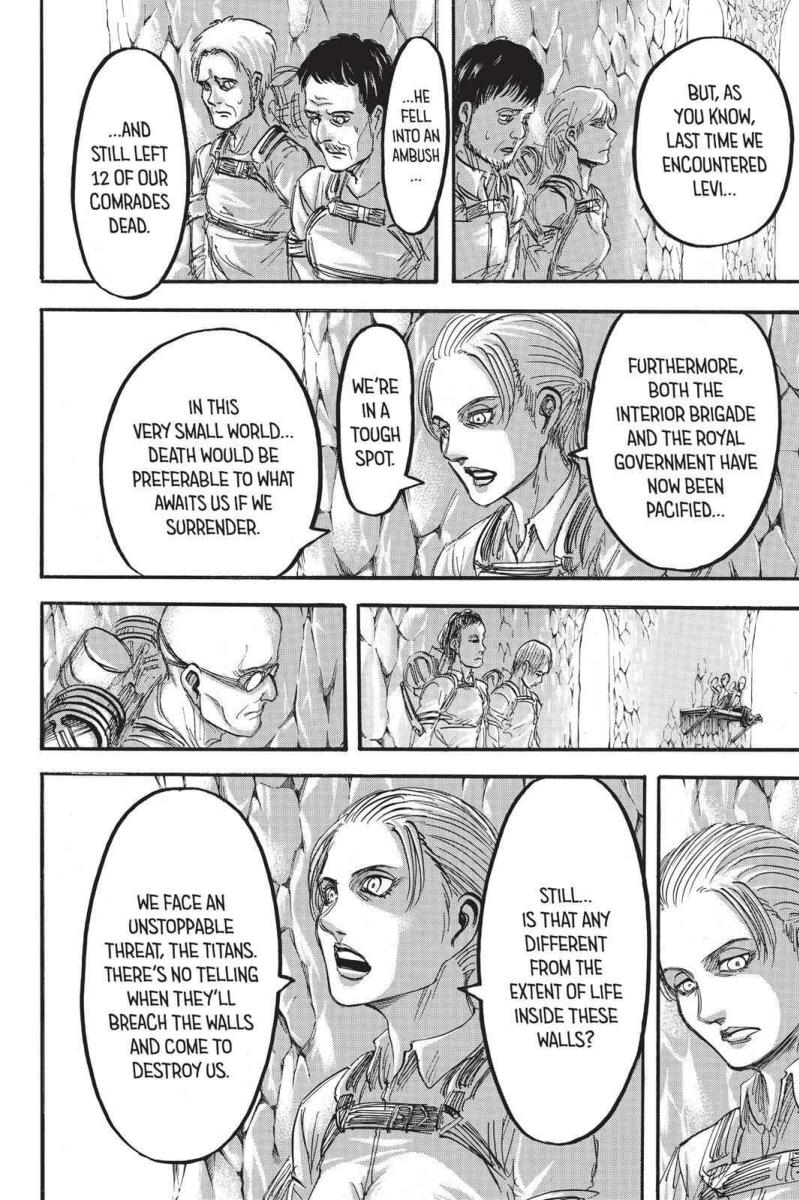 BUT, AS
YOU KNOW,
LAST TIME WE
ENCOUNTERED
LEVI...
...HE
FELL
INTO AN
AMBUSH
...
...AND
STILL LEFT
12 OF OUR
COMRADES
DEAD.
FURTHERMORE,
BOTH THE
INTERIOR BRIGADE
AND THE ROYAL
GOVERNMENT HAVE
NOW BEEN
PACIFIED...
WE'RE
IN A
TOUGH
SPOT.
IN THIS
VERY SMALL WORLD...
DEATH WOULD BE
PREFERABLE TO WHAT
AWAITS US IF WE
SURRENDER.
STILL...
IS THAT ANY
DIFFERENT
FROM THE
EXTENT OF LIFE
INSIDE THESE
WALLS?
WE FACE AN
UNSTOPPABLE
THREAT, THE TITANS.
THERE'S NO TELLING
WHEN THEY'LL
BREACH THE WALLS
AND COME TO
DESTROY US.